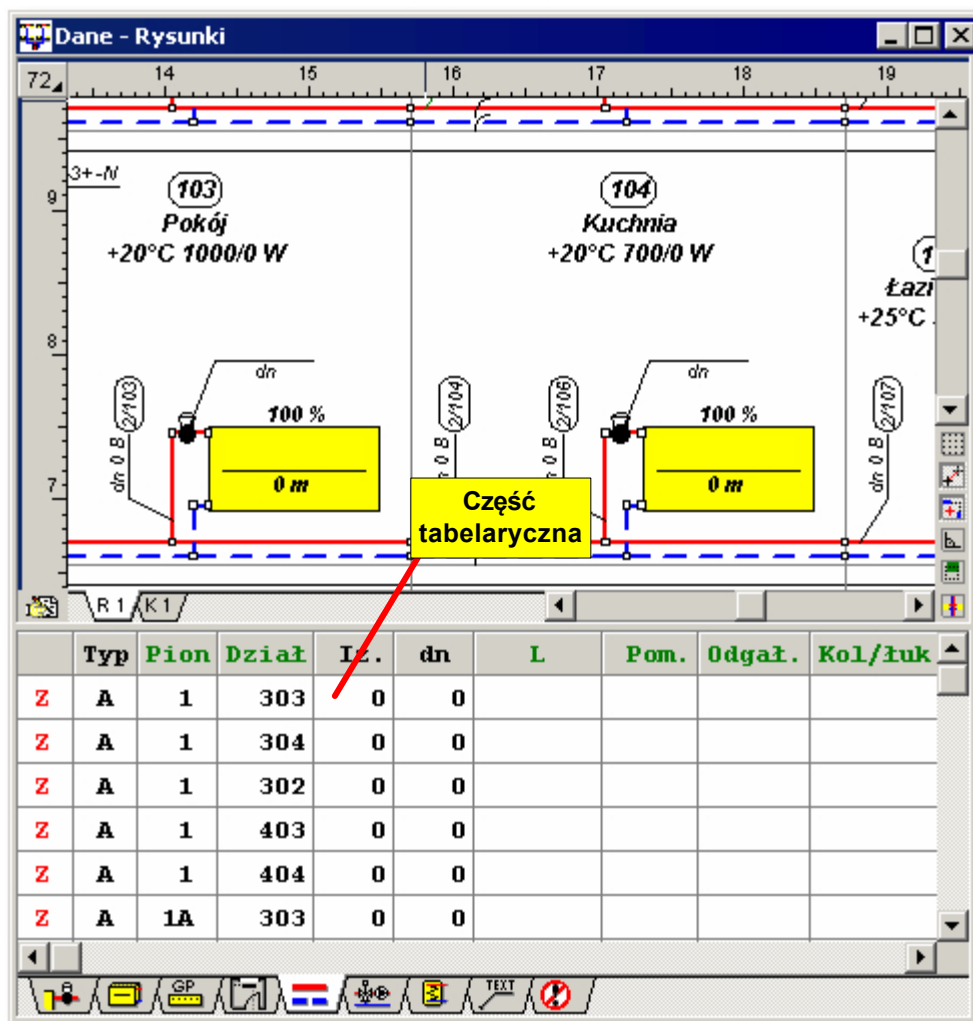 Dane - Rysunki
72 14 15 16 17 18 19
9
8
7
3+-N
103
Pokój
+20°C 1000/0 W
104
Kuchnia
+20°C 700/0 W
1
Łazi
+25°C
dn
dn
2/103
dn 0 B
100 %
0 m
2/104
0 B
2/106
0 B
100 %
0 m
2/107
dn 0 B
Część
tabelaryczna
R 1 K 1
Typ Pion Dział Iz. dn L Pom. Odgał. Kol/łuk
Z A 1 303 0 0
Z A 1 304 0 0
Z A 1 302 0 0
Z A 1 403 0 0
Z A 1 404 0 0
Z A 1A 303 0 0
GP TEXT